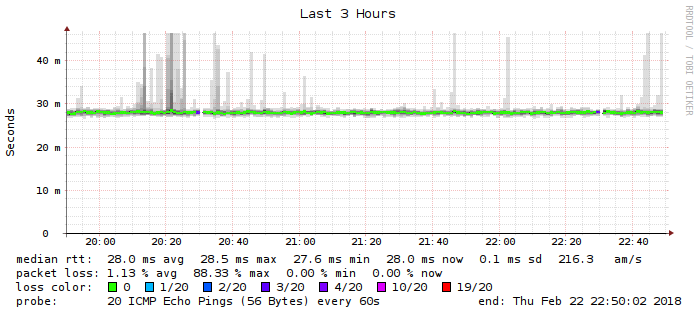 Last 3 Hours
RRDTOOL / TOBI OETIKER
Seconds
40 m
30 m
20 m
10 m
0
20:00 20:20 20:40 21:00 21:20 21:40 22:00 22:20 22:40
median rtt: 28.0 ms avg 28.5 ms max 27.6 ms min 28.0 ms now 0.1 ms sd 216.3 am/s
packet loss: 1.13 % avg 88.33 % max 0.00 % min 0.00 % now
loss color: 0 1/20 2/20 3/20 4/20 10/20 19/20
probe: 20 ICMP Echo Pings (56 Bytes) every 60s end: Thu Feb 22 22:50:02 2018